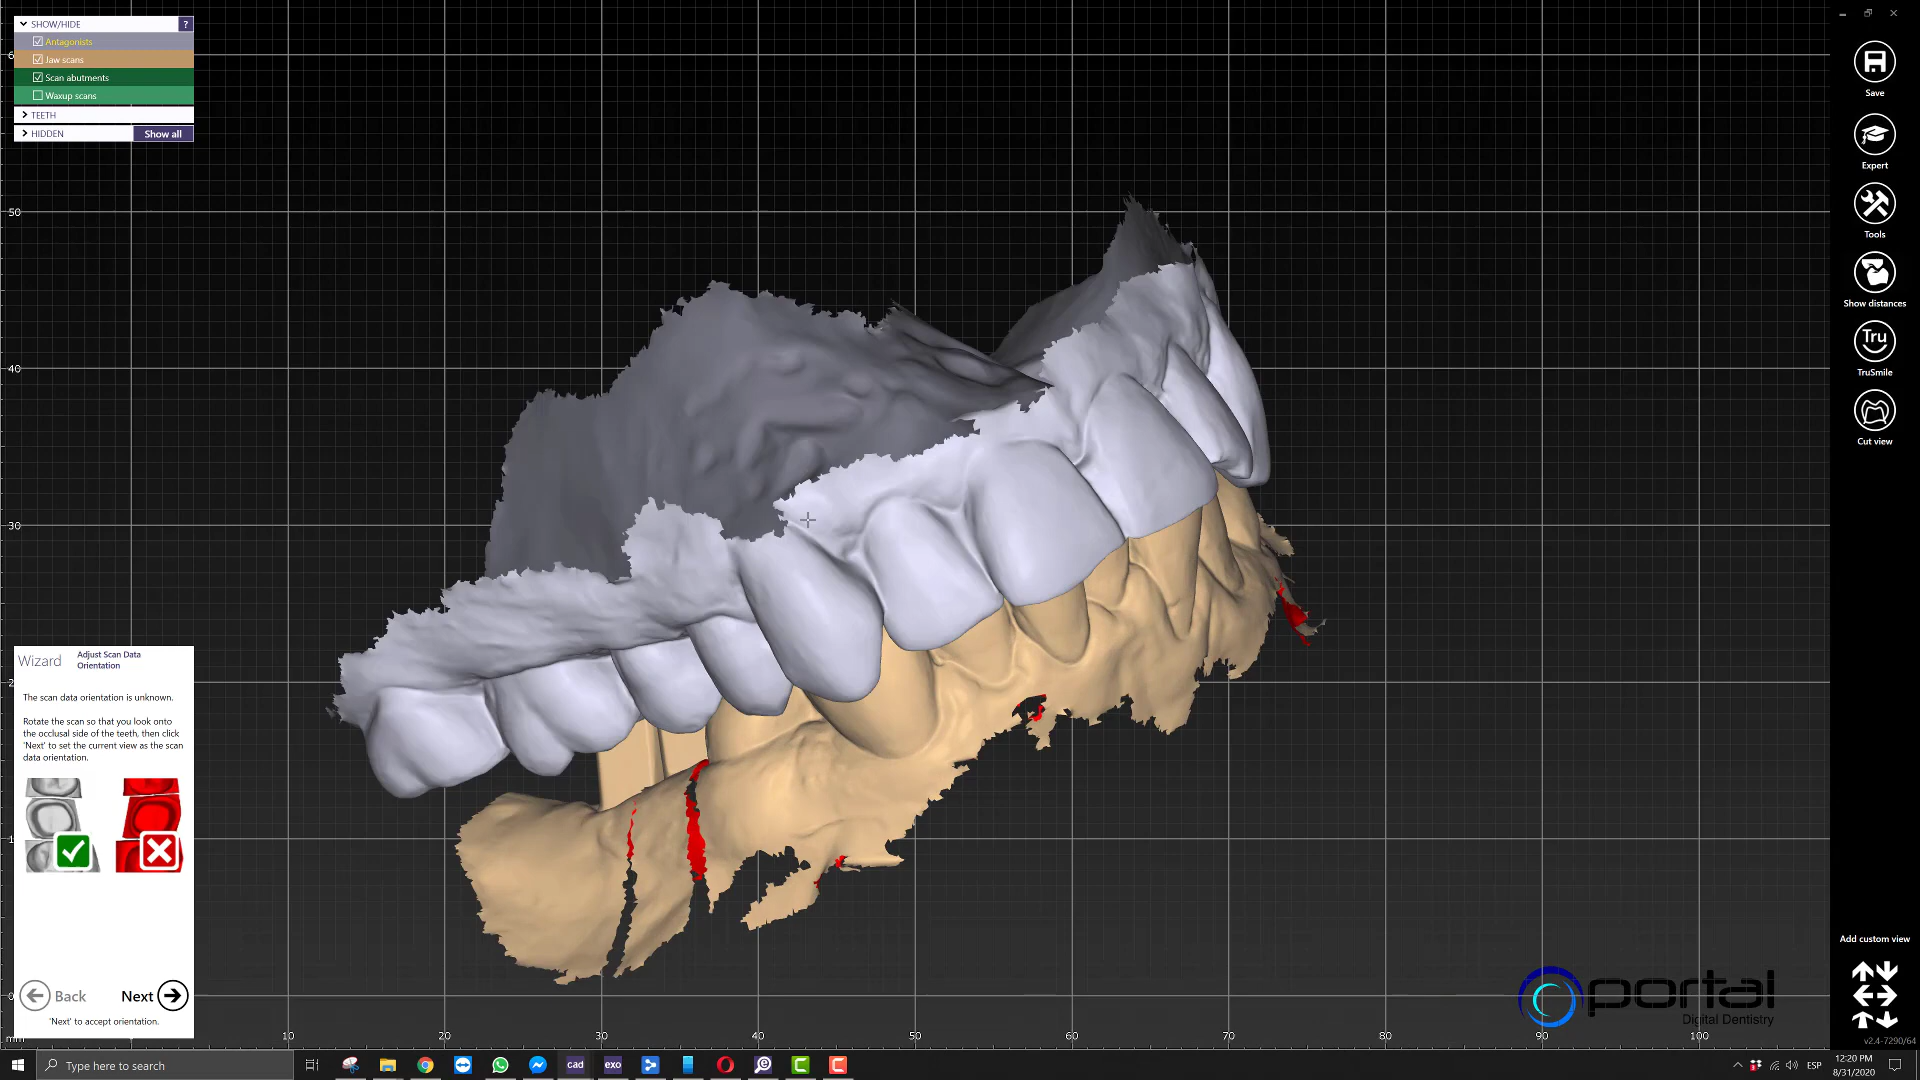 SHOW/HIDE ?
Antagonists
Jaw scans
Scan abutments
Waxup scans
TEETH
HIDDEN Show all
Save
Expert
Tools
Show distances
Tru
TruSmile
Cut view
50
40
30
Wizard Adjust Scan Data
Orientation
The scan data orientation is unknown.
Rotate the scan so that you look onto
the occlusal side of the teeth, then click
'Next' to set the current view as the scan
data orientation.
Back Next
'Next' to accept orientation.
0
mm
10 20 30 40 50 60 70 80 90 100
Add custom view
portal
Digital Dentistry
v2.4-7290/64
Type here to search
cad
exo
ESP
12:20 PM
8/31/2020